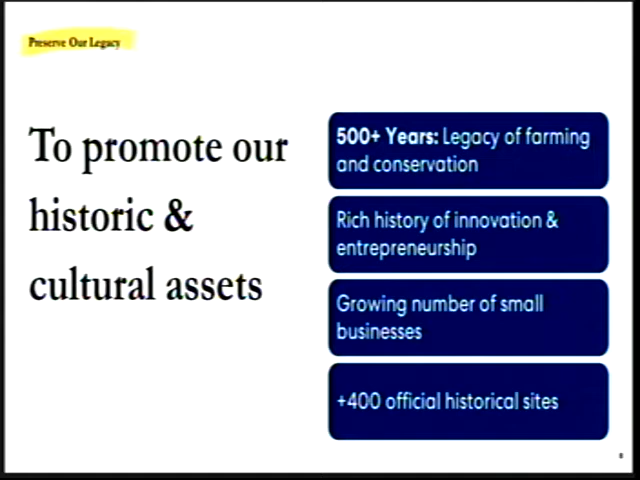 Preserve Our Legacy
To promote our
historic &
cultural assets
500+ Years: Legacy of farming
and conservation
Rich history of innovation &
entrepreneurship
Growing number of small
businesses
+400 official historical sites
8